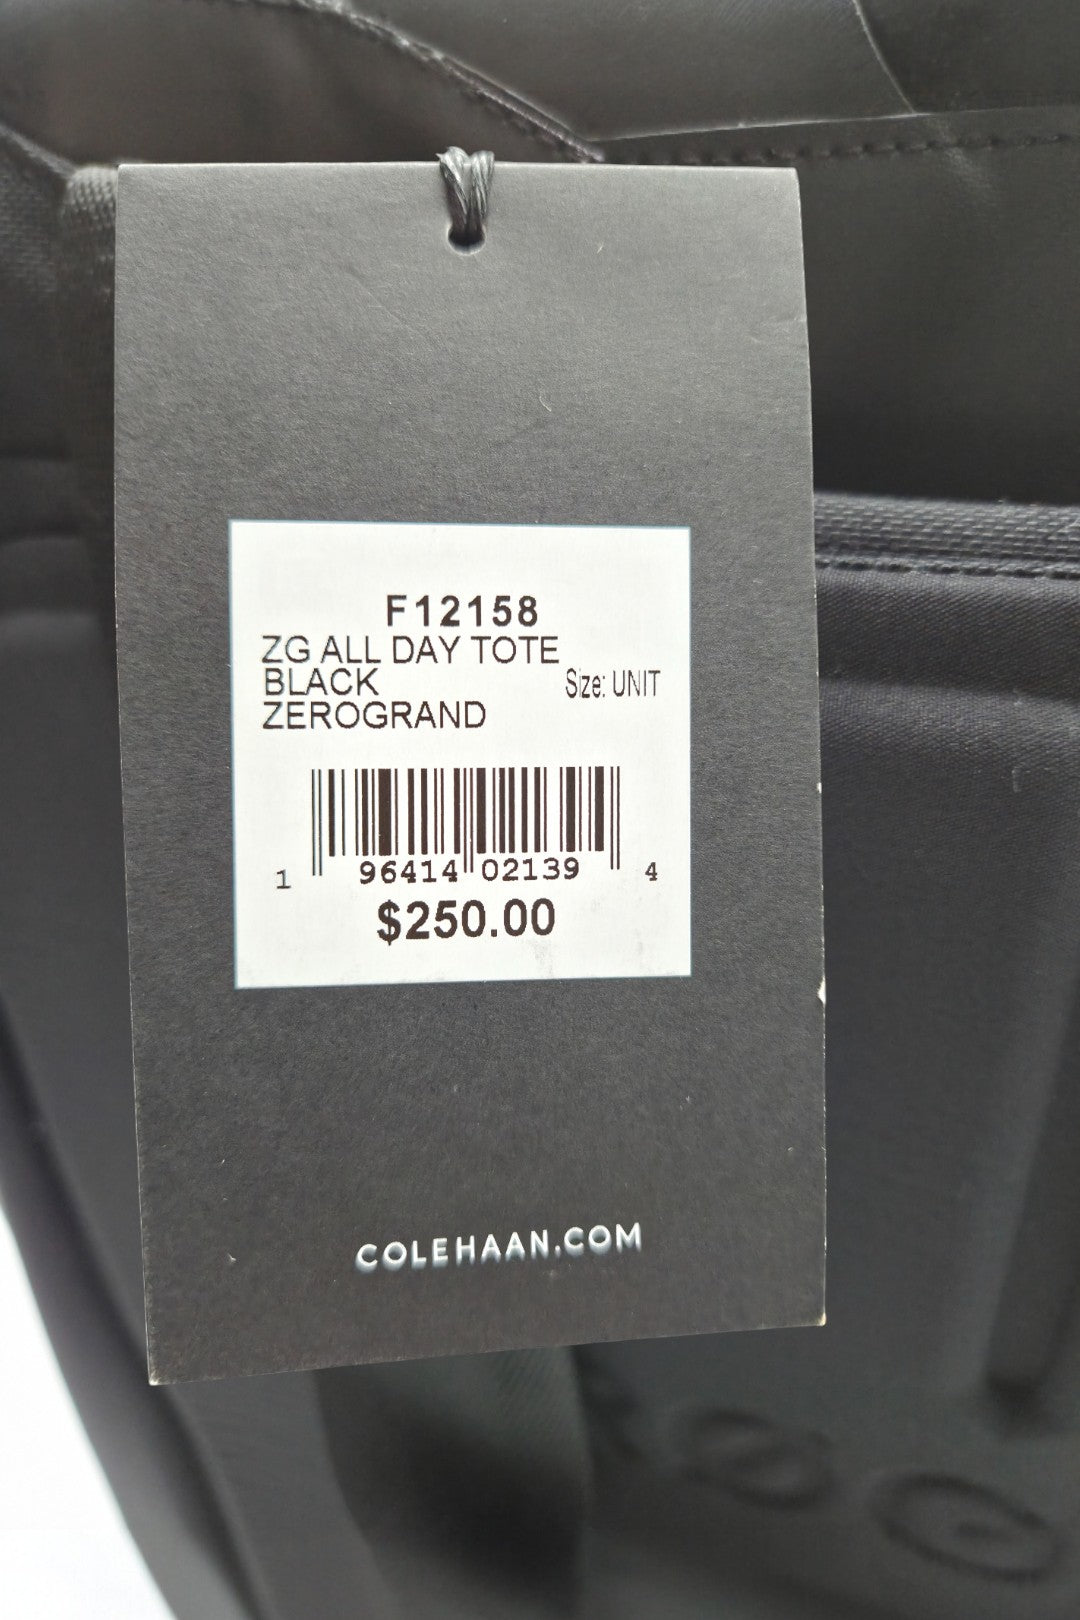 F12158
ZG ALL DAY TOTE
BLACK Size: UNIT
ZEROGRAND
1 96414 02139 4
$250.00
COLEHAAN.COM